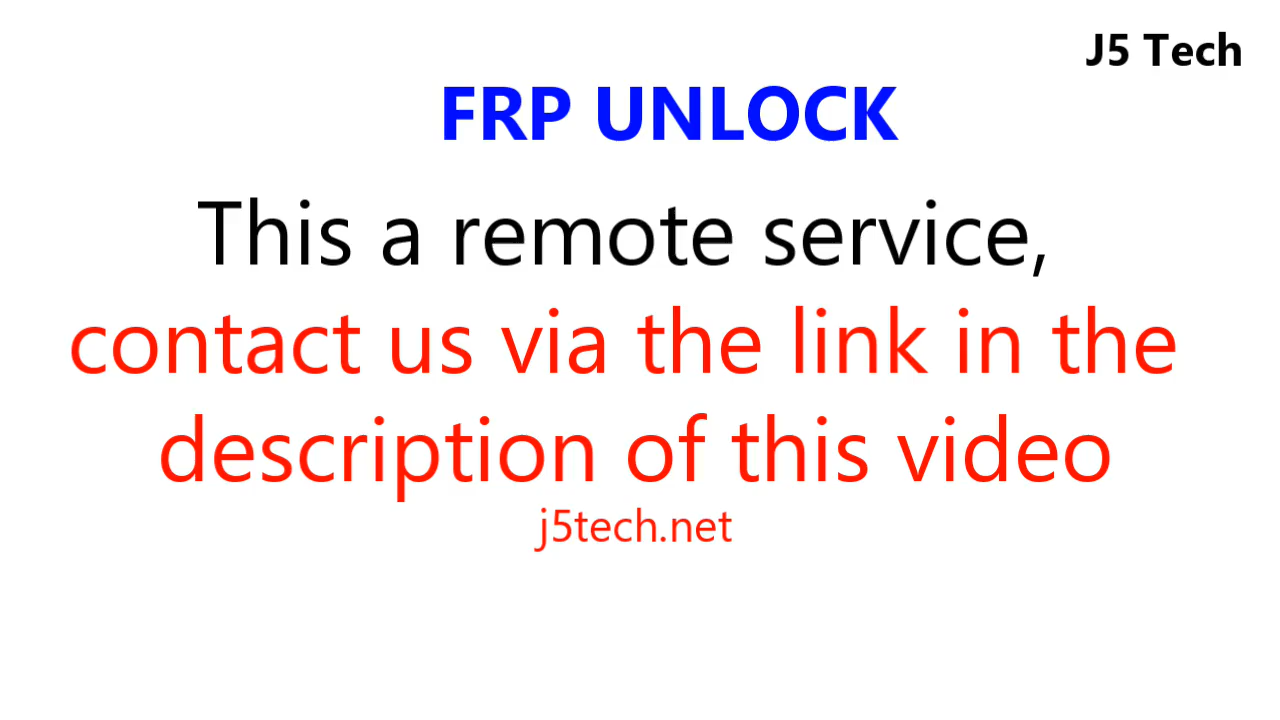 J5 Tech
FRP UNLOCK
This a remote service,
contact us via the link in the
description of this video
j5tech.net